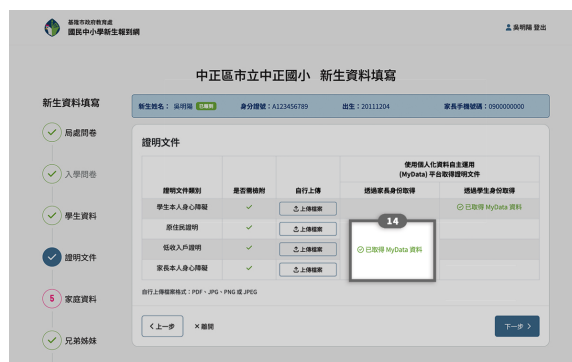 基隆市政府教育處
國民中小學新生報到網
吳明陽 登出
中正區市立中正國小 新生資料填寫
新生資料填寫
新生姓名： 吳明陽 已報到 身分證號：A123456789 出生：20111204 家長手機號碼：0900000000
局處問卷
入學問卷
學生資料
證明文件
5 家庭資料
兄弟姊妹
證明文件
使用個人化資料自主運用
(MyData) 平台取得證明文件
證明文件類別 是否需檢附 自行上傳 透過家長身份取得 透過學生身份取得
學生本人身心障礙 上傳檔案 已取得 MyData 資料
14
原住民證明 上傳檔案
低收入戶證明 上傳檔案 已取得 MyData 資料
家長本人身心障礙 上傳檔案
自行上傳檔案格式：PDF、JPG、PNG 或 JPEG
上一步 ×離開 下一步